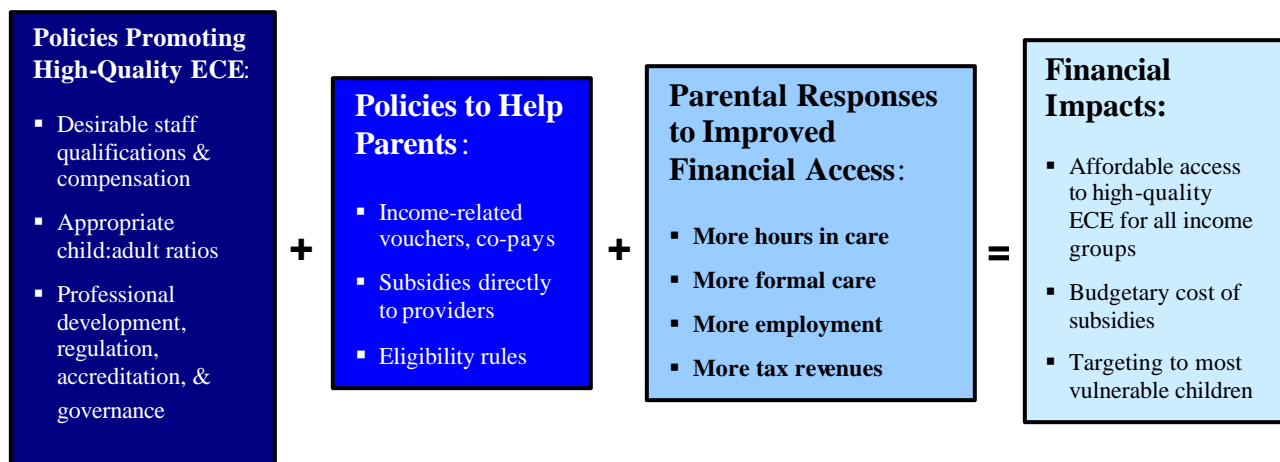 Policies Promoting
High-Quality ECE:
▪ Desirable staff
qualifications &
compensation
▪ Appropriate
child:adult ratios
▪ Professional
development,
regulation,
accreditation, &
governance
+
Policies to Help
Parents:
▪ Income-related
vouchers, co-pays
▪ Subsidies directly
to providers
▪ Eligibility rules
+
Parental Responses
to Improved
Financial Access:
▪ More hours in care
▪ More formal care
▪ More employment
▪ More tax revenues
=
Financial
Impacts:
▪ Affordable access
to high-quality
ECE for all income
groups
▪ Budgetary cost of
subsidies
▪ Targeting to most
vulnerable children